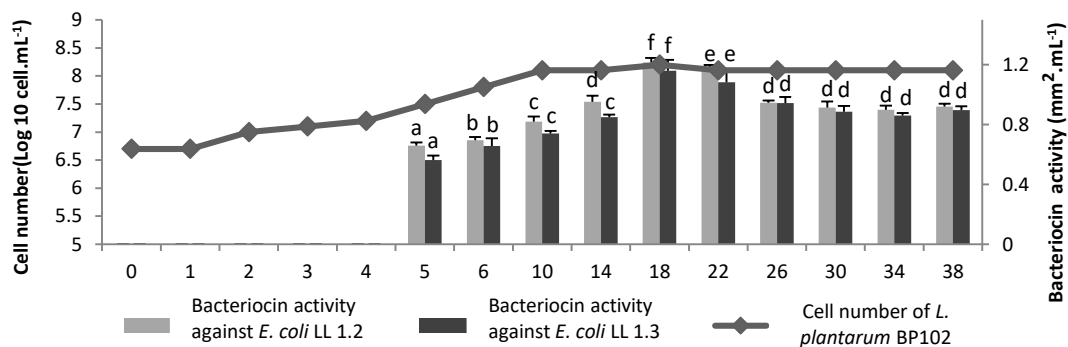 Cell number(Log 10 cell.mL-1)
9
8.5
8
7.5
7
6.5
6
5.5
5
a a b b c c d c f f e e d d d d d d d d
1.2
0.8
0.4
0
Bacteriocin activity (mm2.mL-1)
0 1 2 3 4 5 6 10 14 18 22 26 30 34 38
Bacteriocin activity
against E. coli LL 1.2
Bacteriocin activity
against E. coli LL 1.3
Cell number of L.
plantarum BP102